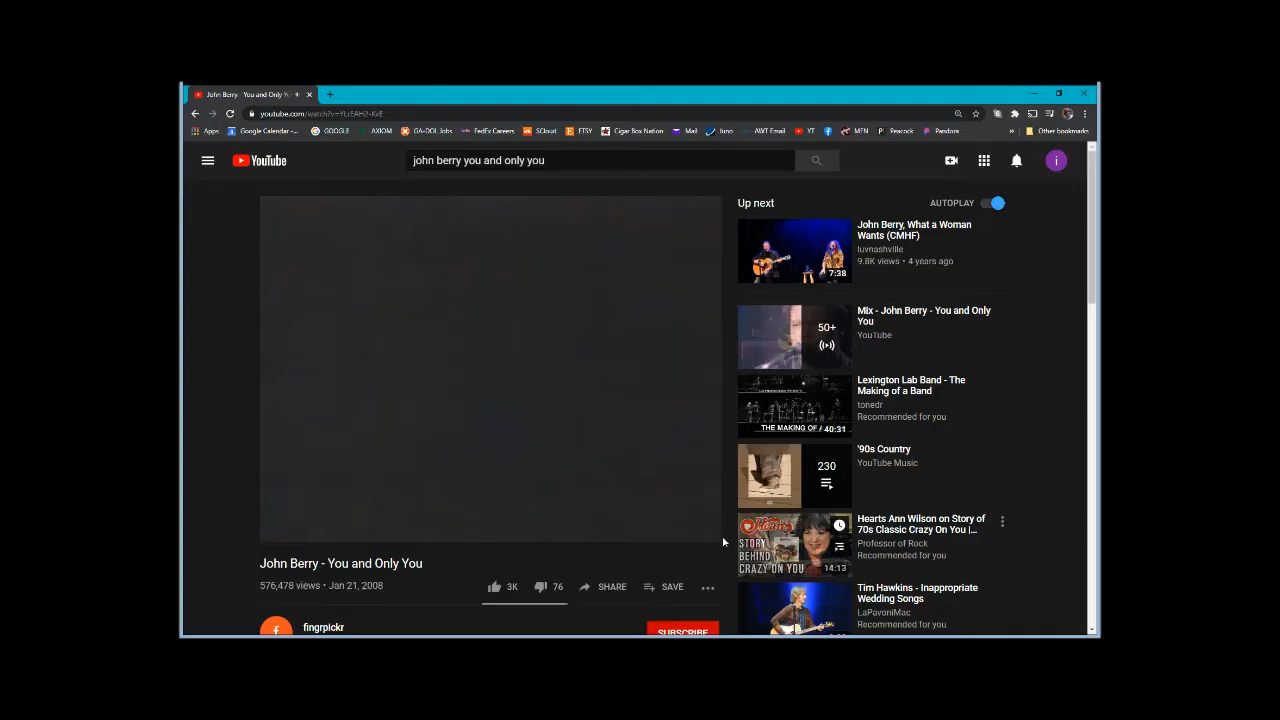 John Berry - You and Only Y
youtube.com/watch?v=YLrEAH2-KvE
Apps Google Calendar -... GOOGLE AXIOM GA-DOL Jobs FedEx Careers SCloud ETSY Cigar Box Nation Mail Juno AWT Email YT MFN Peacock Pandora » Other bookmarks
YouTube
john berry you and only you
i
Up next
AUTOPLAY
7:38
John Berry, What a Woman
Wants (CMHF)
luvnashville
9.8K views • 4 years ago
50+
Mix - John Berry - You and Only
You
YouTube
THE MAKING OF A
40:31
Lexington Lab Band - The
Making of a Band
tonedr
Recommended for you
230
'90s Country
YouTube Music
STORY
BEHIND
CRAZY ON YOU
14:13
Hearts Ann Wilson on Story of
70s Classic Crazy On You |...
Professor of Rock
Recommended for you
Tim Hawkins - Inappropriate
Wedding Songs
LaPavoniMac
Recommended for you
John Berry - You and Only You
576,478 views • Jan 21, 2008
3K 76 SHARE SAVE
f
fingrpickr
SUBSCRIBE